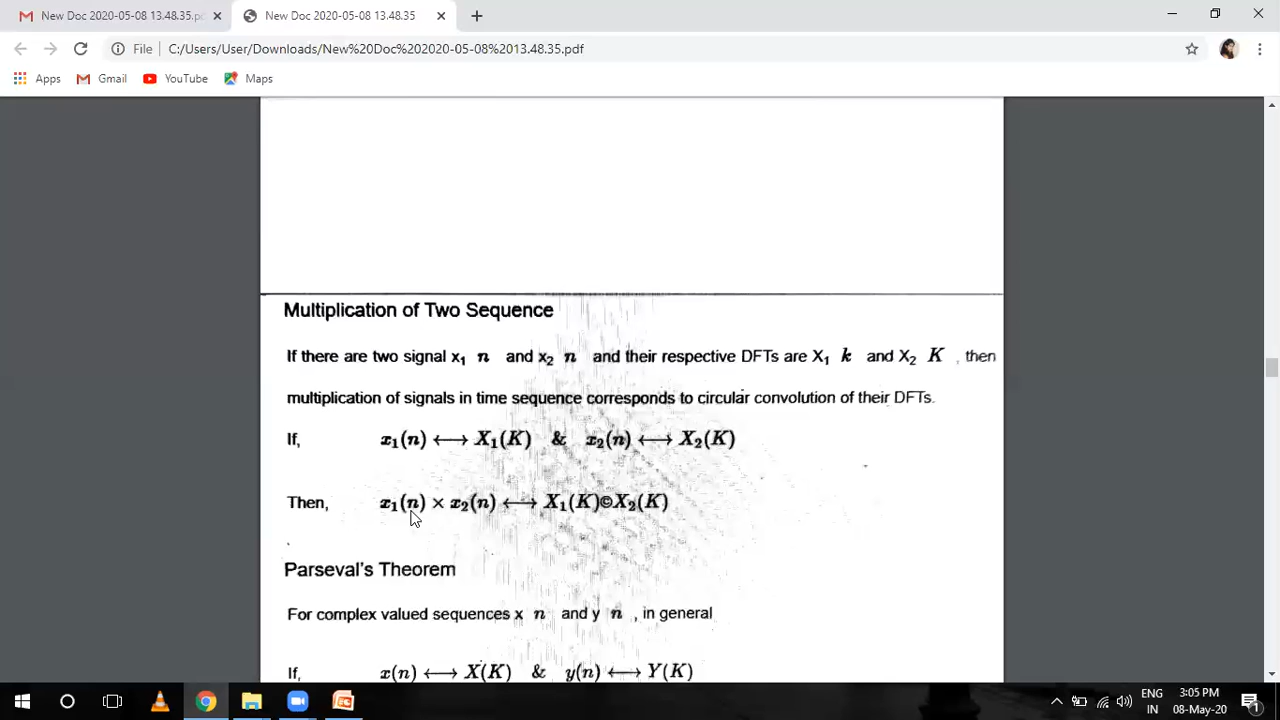 New Doc 2020-05-08 13.48.35.pd
New Doc 2020-05-08 13.48.35
File C:/Users/User/Downloads/New%20Doc%202020-05-08%2013.48.35.pdf
Apps Gmail YouTube Maps
Multiplication of Two Sequence
If there are two signal x₁ n and x₂ n and their respective DFTs are X₁ k and X₂ K , then
multiplication of signals in time sequence corresponds to circular convolution of their DFTs.
If, x₁(n) ⟷ X₁(K) & x₂(n) ⟷ X₂(K)
Then, x₁(n) × x₂(n) ⟷ X₁(K)©X₂(K)
Parseval's Theorem
For complex valued sequences x n and y n , in general
If, x(n) ⟷ X(K) & y(n) ⟷ Y(K)
ENG
IN
3:05 PM
08-May-20
1